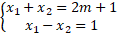 x₁ + x₂ = 2m + 1
x₁ - x₂ = 1